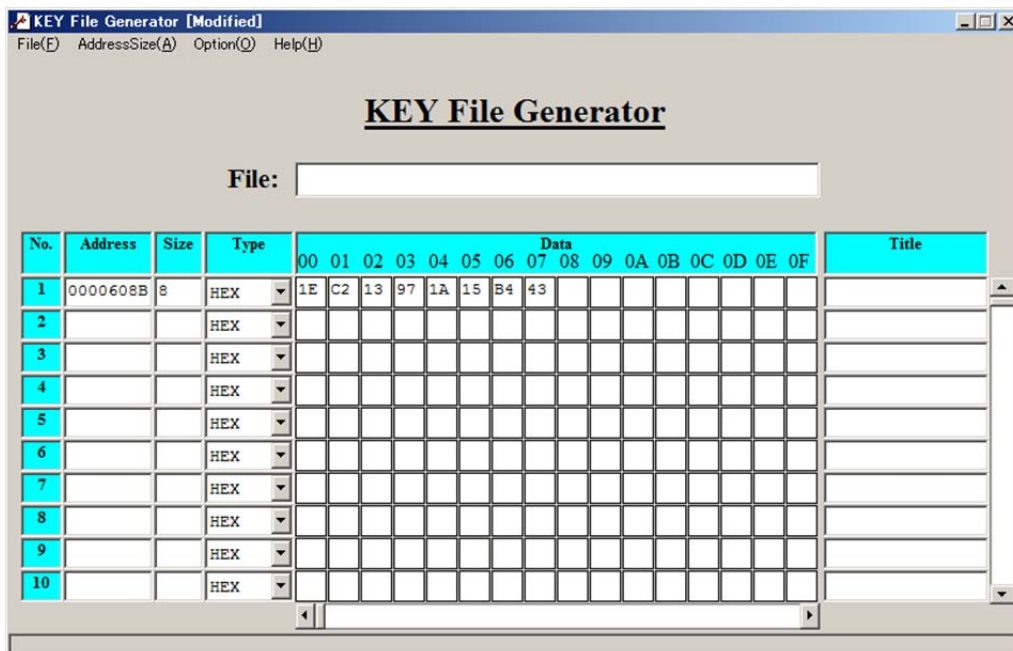 KEY File Generator [Modified]
File(F) AddressSize(A) Option(O) Help(H)
KEY File Generator
File:
No. Address Size Type Data Title
00 01 02 03 04 05 06 07 08 09 0A 0B 0C 0D 0E 0F
1 0000608B 8 HEX 1E C2 13 97 1A 15 B4 43
2 HEX
3 HEX
4 HEX
5 HEX
6 HEX
7 HEX
8 HEX
9 HEX
10 HEX